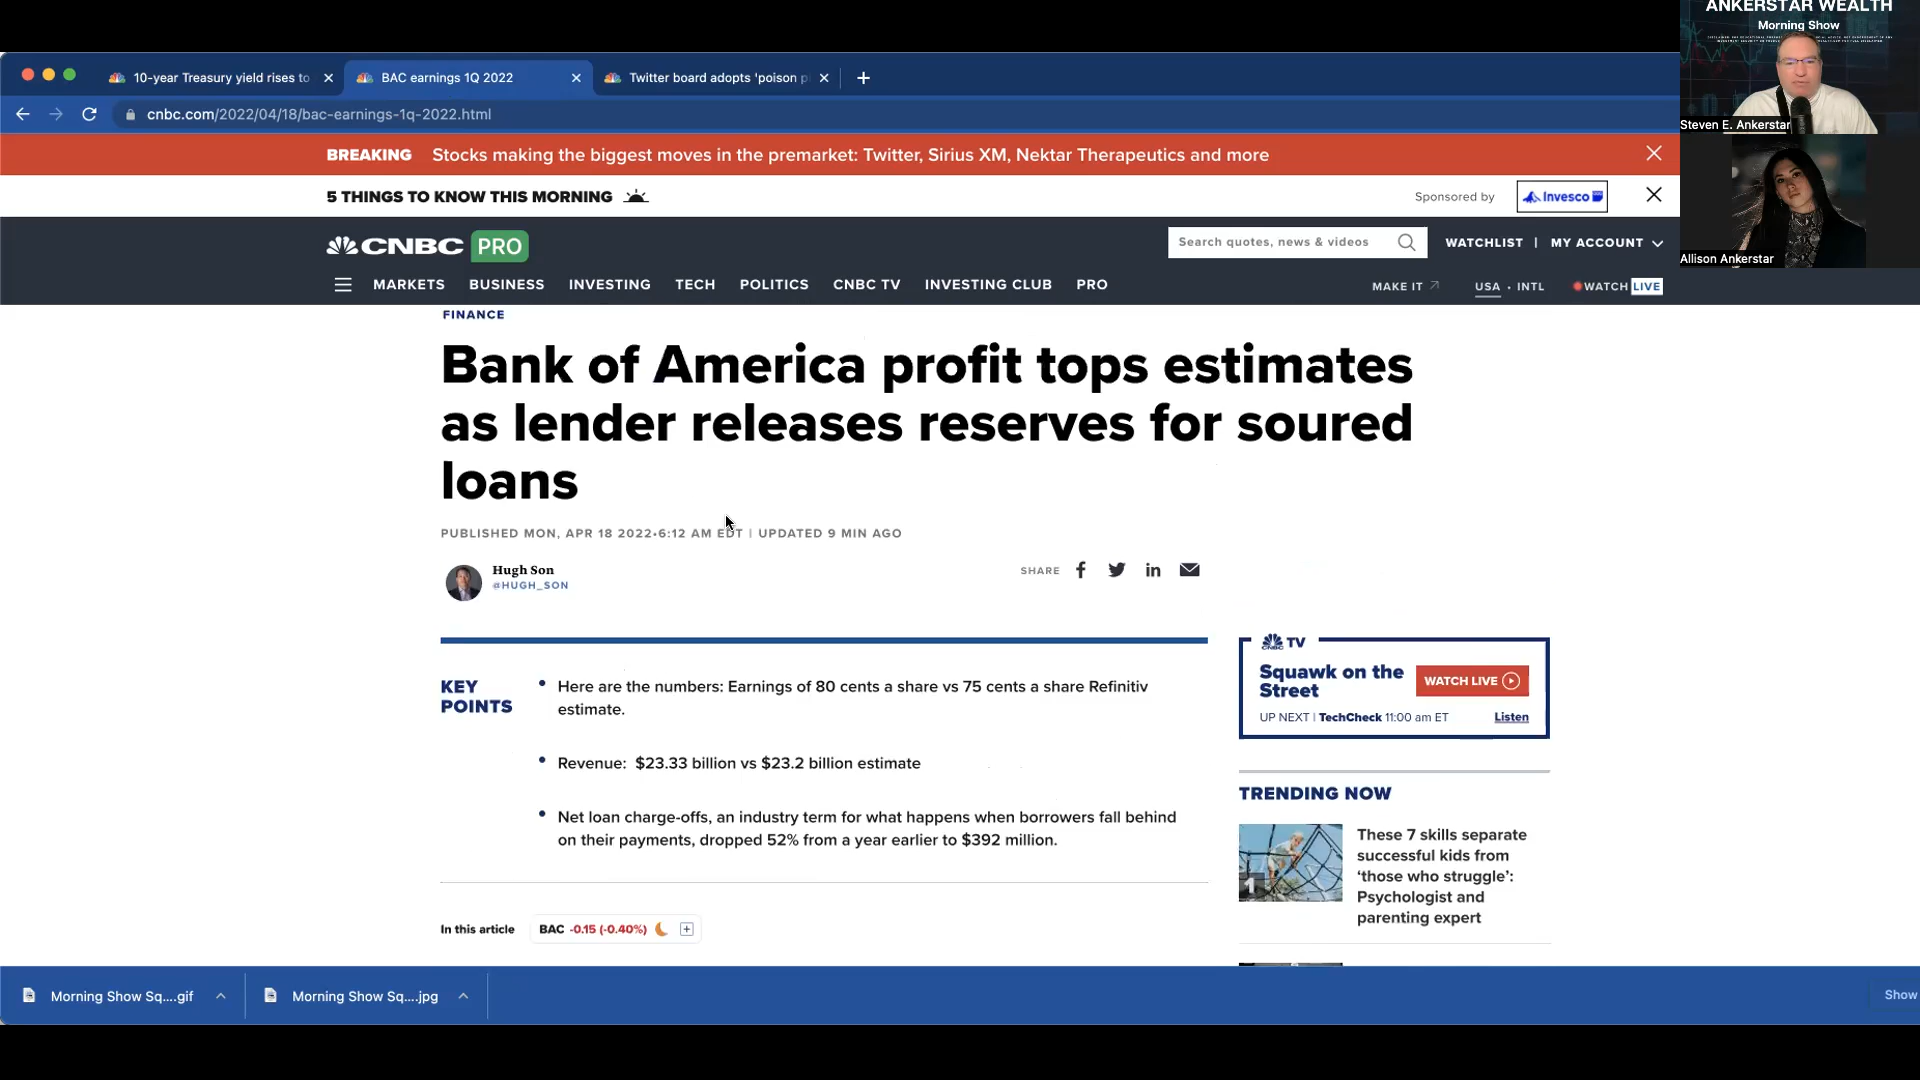 ANKERSTAR WEALTH
Morning Show
Steven E. Ankerstar
Allison Ankerstar
10-year Treasury yield rises to
BAC earnings 1Q 2022
Twitter board adopts 'poison p
cnbc.com/2022/04/18/bac-earnings-1q-2022.html
BREAKING Stocks making the biggest moves in the premarket: Twitter, Sirius XM, Nektar Therapeutics and more
5 THINGS TO KNOW THIS MORNING
Sponsored by Invesco
CNBC PRO
Search quotes, news & videos
WATCHLIST | MY ACCOUNT
MARKETS BUSINESS INVESTING TECH POLITICS CNBC TV INVESTING CLUB PRO
MAKE IT USA • INTL WATCH LIVE
FINANCE
Bank of America profit tops estimates
as lender releases reserves for soured
loans
PUBLISHED MON, APR 18 2022•6:12 AM EDT | UPDATED 9 MIN AGO
Hugh Son
@HUGH_SON
SHARE
KEY
POINTS
• Here are the numbers: Earnings of 80 cents a share vs 75 cents a share Refinitiv
estimate.
• Revenue: $23.33 billion vs $23.2 billion estimate
• Net loan charge-offs, an industry term for what happens when borrowers fall behind
on their payments, dropped 52% from a year earlier to $392 million.
In this article BAC -0.15 (-0.40%)
CNBC TV
Squawk on the
Street
WATCH LIVE
UP NEXT | TechCheck 11:00 am ET Listen
TRENDING NOW
1
These 7 skills separate
successful kids from
‘those who struggle’:
Psychologist and
parenting expert
Morning Show Sq....gif
Morning Show Sq....jpg
Show